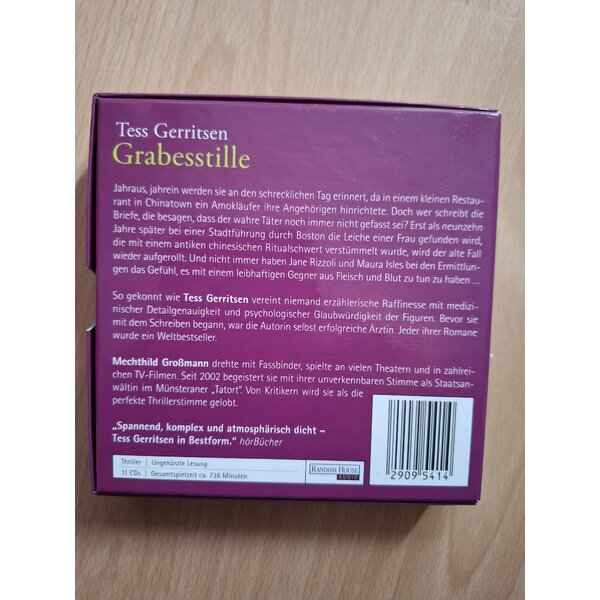 Tess Gerritsen
Grabesstille
Jahraus, jahrein werden sie an den schrecklichen Tag erinnert, da in einem kleinen Restau-
rant in Chinatown ein Amokläufer ihre Angehörigen hinrichtete. Doch wer schreibt die
Briefe, die besagen, dass der wahre Täter noch immer nicht gefasst sei? Erst als neunzehn
Jahre später bei einer Stadtführung durch Boston die Leiche einer Frau gefunden wird,
die mit einem antiken chinesischen Ritualschwert verstümmelt wurde, wird der alte Fall
wieder aufgerollt. Und nicht immer haben Jane Rizzoli und Maura Isles bei den Ermittlun-
gen das Gefühl, es mit einem leibhaftigen Gegner aus Fleisch und Blut zu tun zu haben ...
So gekonnt wie Tess Gerritsen vereint niemand erzählerische Raffinesse mit medizi-
nischer Detailgenauigkeit und psychologischer Glaubwürdigkeit der Figuren. Bevor sie
mit dem Schreiben begann, war die Autorin selbst erfolgreiche Ärztin. Jeder ihrer Romane
wurde ein Weltbestseller.
Mechthild Großmann drehte mit Fassbinder, spielte an vielen Theatern und in zahlrei-
chen TV-Filmen. Seit 2002 begeistert sie mit ihrer unverkennbaren Stimme als Staatsan-
wältin im Münsteraner „Tatort“. Von Kritikern wird sie als die
perfekte Thrillerstimme gelobt.
„Spannend, komplex und atmosphärisch dicht –
Tess Gerritsen in Bestform.“ hörBücher
Thriller Ungekürzte Lesung
11 CDs Gesamtspielzeit ca. 736 Minuten
RANDOM HOUSE
AUDIO
2909 5414